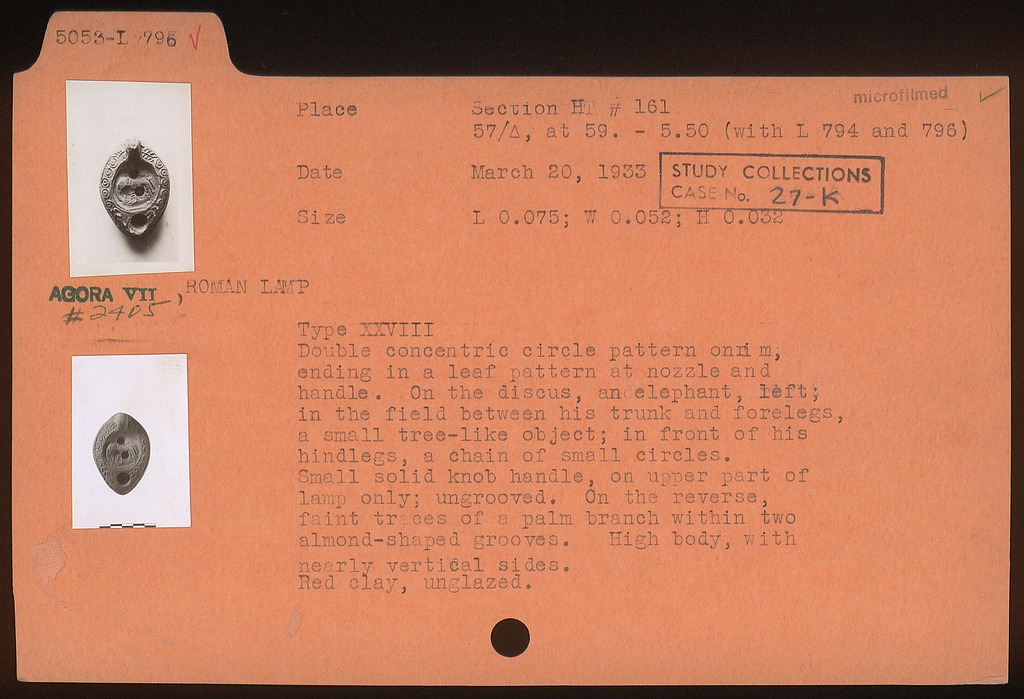 5053-L 796 √
microfilmed ✓
Place Section HT # 161
57/Δ, at 59. - 5.50 (with L 794 and 796)
Date March 20, 1933
STUDY COLLECTIONS
CASE No. 27-K
Size L 0.075; W 0.052; H 0.032
AGORA VII, ROMAN LAMP
#2405
Type XXVIII
Double concentric circle pattern onrim,
ending in a leaf pattern at nozzle and
handle. On the discus, an elephant, left;
in the field between his trunk and forelegs,
a small tree-like object; in front of his
hindlegs, a chain of small circles.
Small solid knob handle, on upper part of
lamp only; ungrooved. On the reverse,
faint traces of a palm branch within two
almond-shaped grooves. High body, with
nearly vertical sides.
Red clay, unglazed.